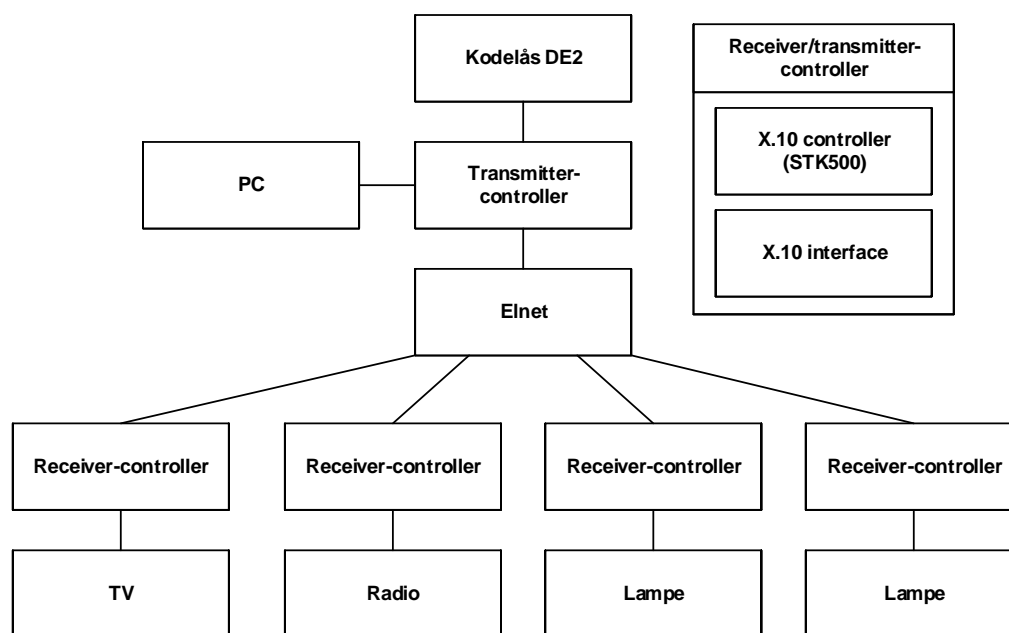 Kodelås DE2
Receiver/transmitter-
controller
X.10 controller
(STK500)
PC
Transmitter-
controller
X.10 interface
Elnet
Receiver-controller
Receiver-controller
Receiver-controller
Receiver-controller
TV
Radio
Lampe
Lampe